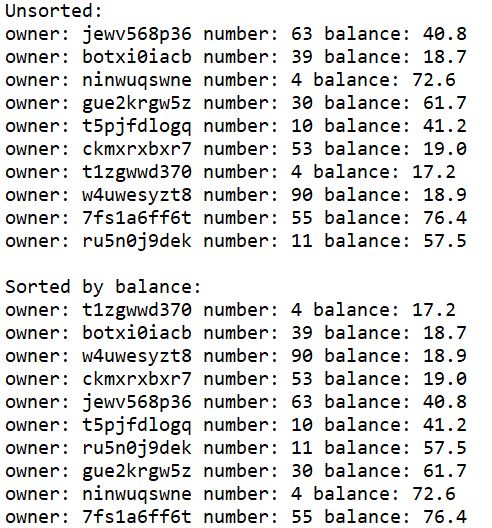 Unsorted:
owner: jewv568p36 number: 63 balance: 40.8
owner: botxi0iacb number: 39 balance: 18.7
owner: ninwuqswne number: 4 balance: 72.6
owner: gue2krgw5z number: 30 balance: 61.7
owner: t5pjfdlogq number: 10 balance: 41.2
owner: ckmxrxbxr7 number: 53 balance: 19.0
owner: t1zgwwd370 number: 4 balance: 17.2
owner: w4uwesyzt8 number: 90 balance: 18.9
owner: 7fs1a6ff6t number: 55 balance: 76.4
owner: ru5n0j9dek number: 11 balance: 57.5

Sorted by balance:
owner: t1zgwwd370 number: 4 balance: 17.2
owner: botxi0iacb number: 39 balance: 18.7
owner: w4uwesyzt8 number: 90 balance: 18.9
owner: ckmxrxbxr7 number: 53 balance: 19.0
owner: jewv568p36 number: 63 balance: 40.8
owner: t5pjfdlogq number: 10 balance: 41.2
owner: ru5n0j9dek number: 11 balance: 57.5
owner: gue2krgw5z number: 30 balance: 61.7
owner: ninwuqswne number: 4 balance: 72.6
owner: 7fs1a6ff6t number: 55 balance: 76.4